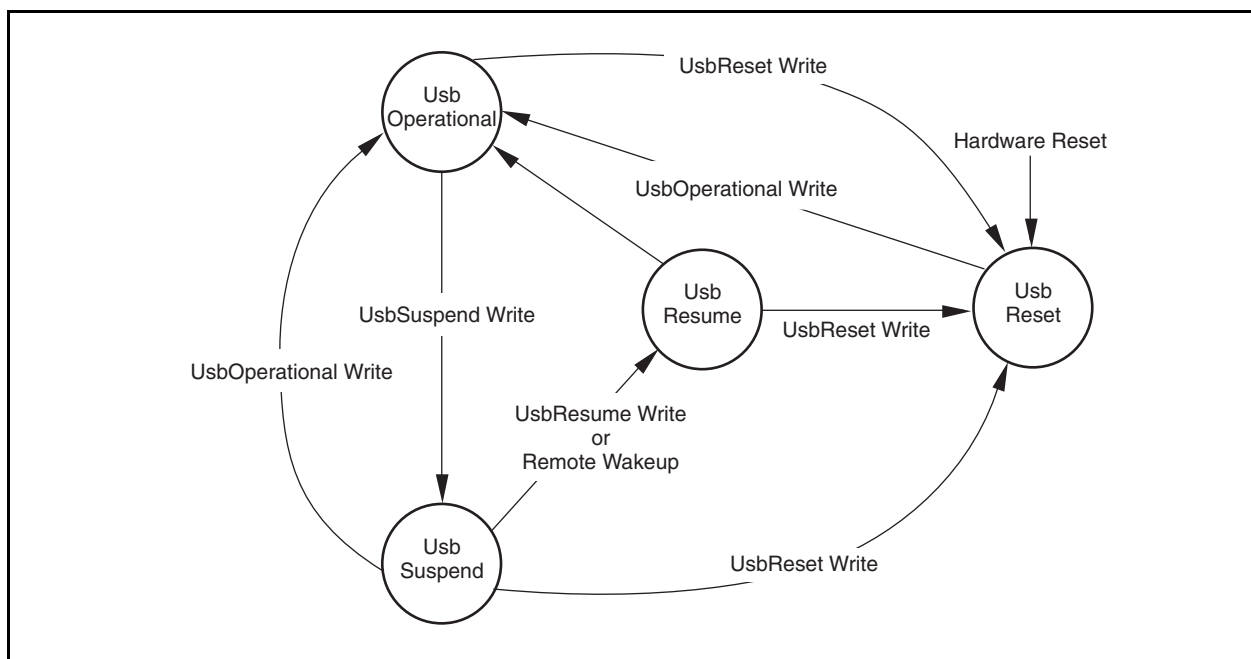 Usb
Operational
UsbReset Write
Hardware Reset
UsbOperational Write
Usb
Resume
Usb
Reset
UsbSuspend Write
UsbReset Write
UsbOperational Write
UsbResume Write
or
Remote Wakeup
Usb
Suspend
UsbReset Write